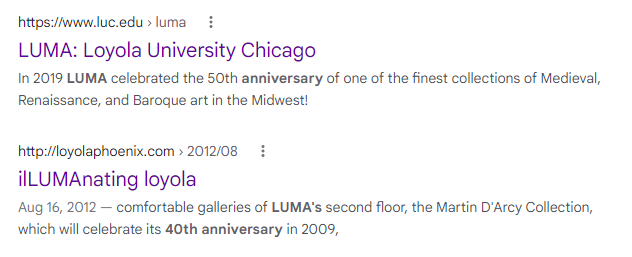 https://www.luc.edu › luma
LUMA: Loyola University Chicago
In 2019 LUMA celebrated the 50th anniversary of one of the finest collections of Medieval,
Renaissance, and Baroque art in the Midwest!
http://loyolaphoenix.com › 2012/08
ilLUMAnating loyola
Aug 16, 2012 — comfortable galleries of LUMA's second floor, the Martin D'Arcy Collection,
which will celebrate its 40th anniversary in 2009,